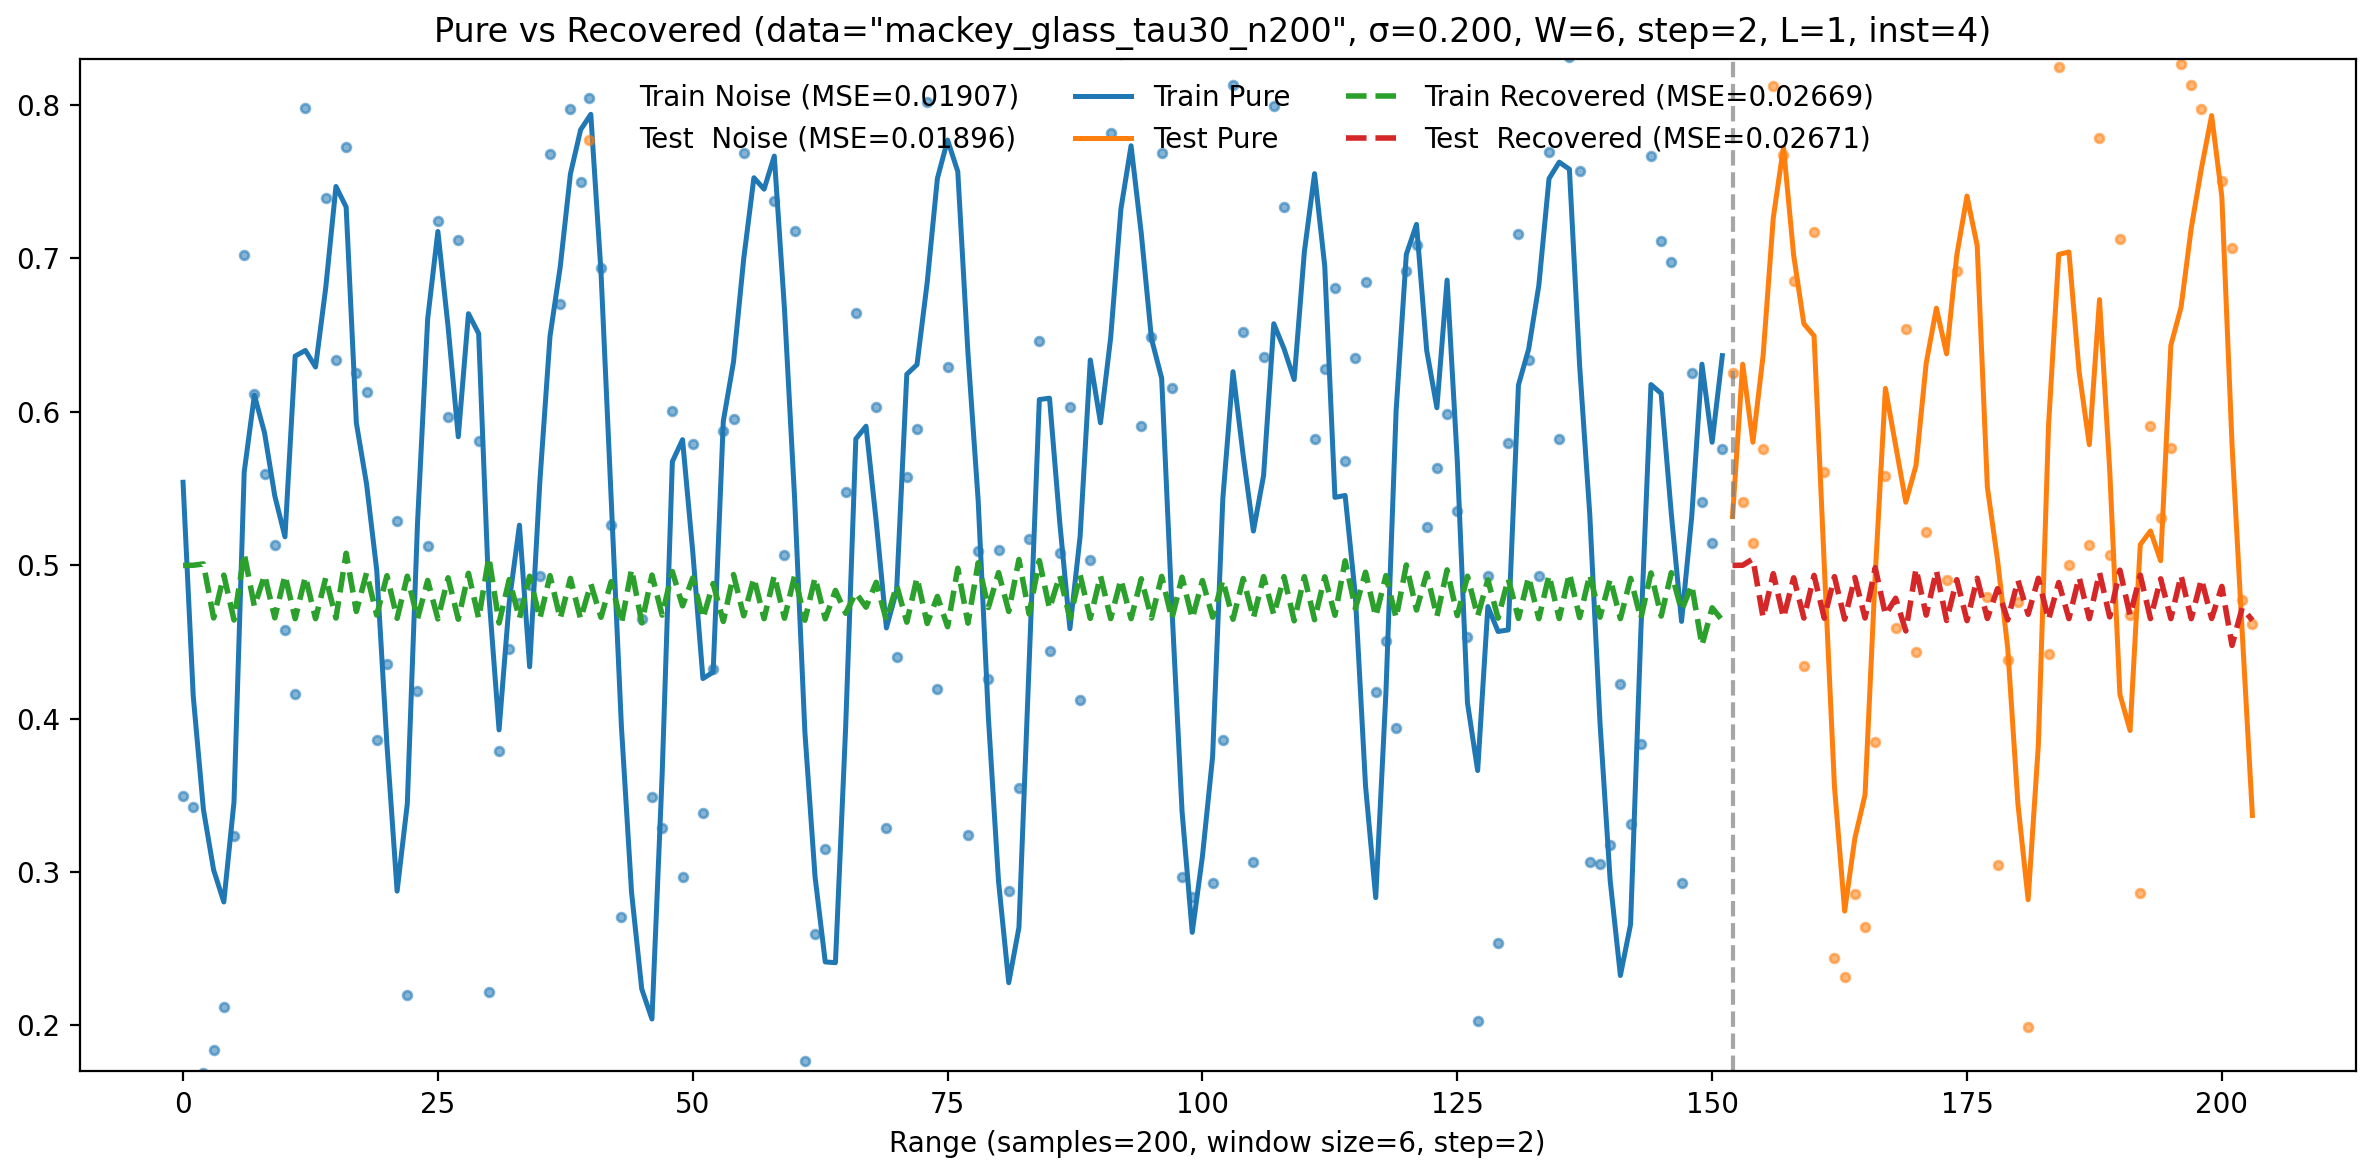 Pure vs Recovered (data="mackey_glass_tau30_n200", σ=0.200, W=6, step=2, L=1, inst=4)
Train Noise (MSE=0.01907) Train Pure Train Recovered (MSE=0.02669)
Test Noise (MSE=0.01896) Test Pure Test Recovered (MSE=0.02671)
0.8
0.7
0.6
0.5
0.4
0.3
0.2
0 25 50 75 100 125 150 175 200
Range (samples=200, window size=6, step=2)